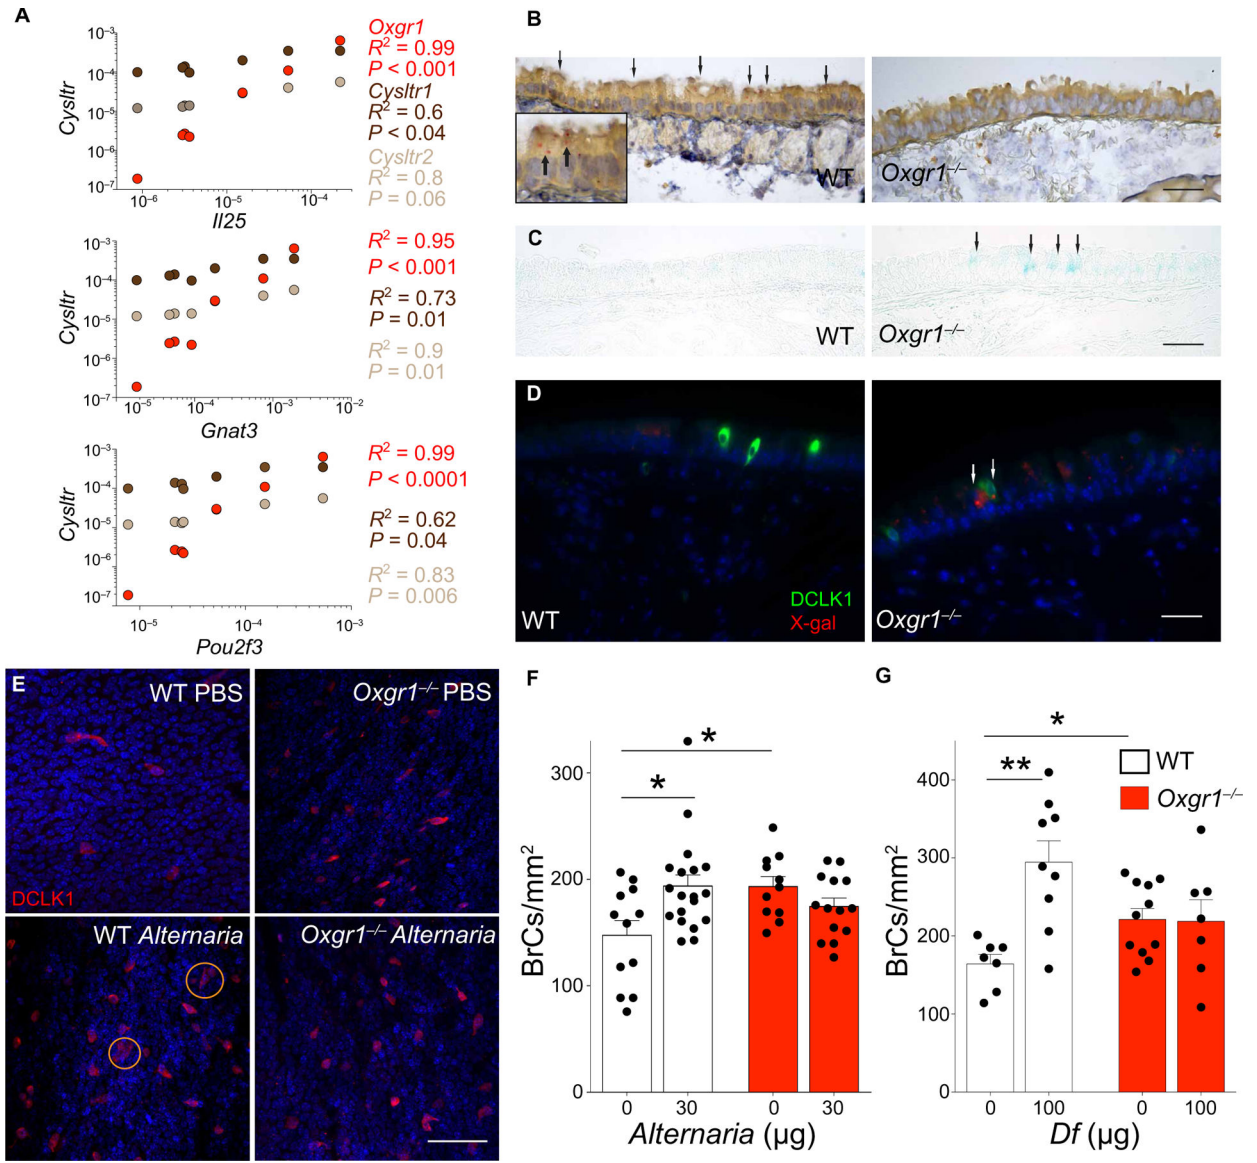 A
10⁻³
10⁻⁴
10⁻⁵
10⁻⁶
10⁻⁷
Cysltr
10⁻⁶
10⁻⁵
10⁻⁴
Il25
Oxgr1
R² = 0.99
P < 0.001
Cysltr1
R² = 0.6
P < 0.04
Cysltr2
R² = 0.8
P = 0.06
10⁻³
10⁻⁴
10⁻⁵
10⁻⁶
10⁻⁷
Cysltr
10⁻⁵
10⁻⁴
10⁻³
10⁻²
Gnat3
R² = 0.95
P < 0.001
R² = 0.73
P = 0.01
R² = 0.9
P = 0.01
10⁻³
10⁻⁴
10⁻⁵
10⁻⁶
10⁻⁷
Cysltr
10⁻⁵
10⁻⁴
10⁻³
Pou2f3
R² = 0.99
P < 0.0001
R² = 0.62
P = 0.04
R² = 0.83
P = 0.006
B
WT
Oxgr1⁻/⁻
C
WT
Oxgr1⁻/⁻
D
WT
DCLK1
X-gal
Oxgr1⁻/⁻
E
WT PBS
DCLK1
Oxgr1⁻/⁻ PBS
WT Alternaria
Oxgr1⁻/⁻ Alternaria
F
BrCs/mm²
300
200
100
0
*
*
0
30
0
30
Alternaria (µg)
G
BrCs/mm²
400
300
200
100
0
*
**
WT
Oxgr1⁻/⁻
0
100
0
100
Df (µg)